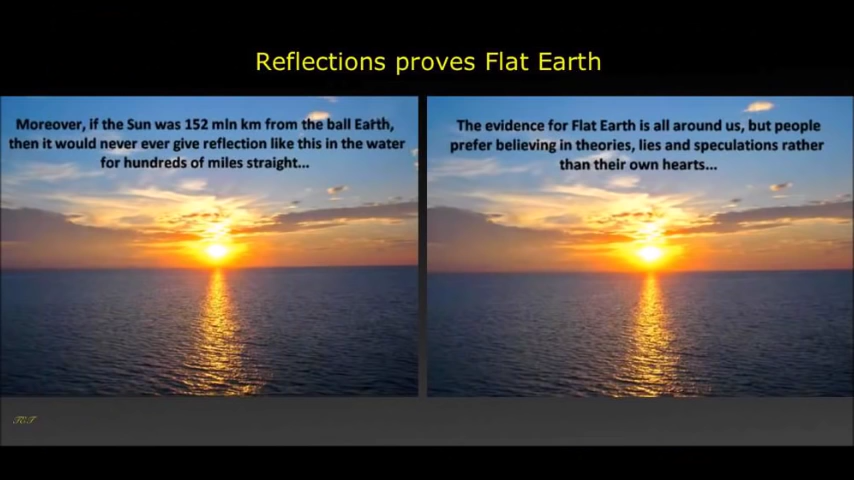 Reflections proves Flat Earth
Moreover, if the Sun was 152 mln km from the ball Earth,
then it would never ever give reflection like this in the water
for hundreds of miles straight...
The evidence for Flat Earth is all around us, but people
prefer believing in theories, lies and speculations rather
than their own hearts...